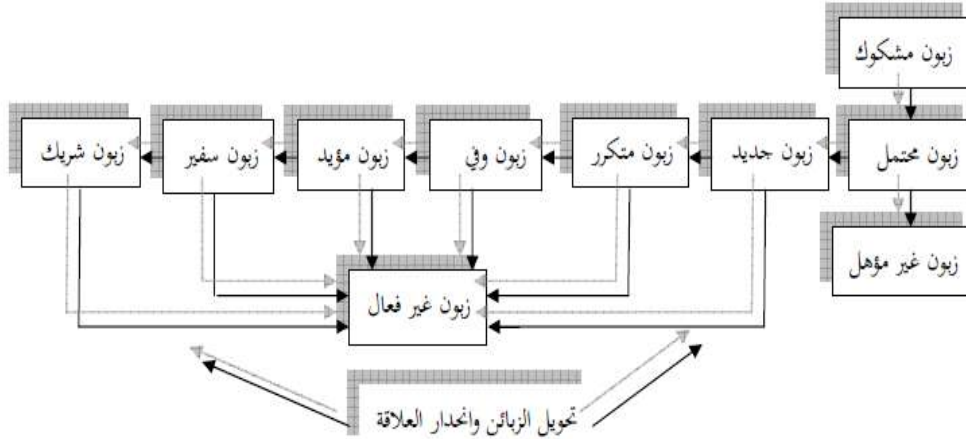 زبون مشكوك
زبون محتمل
زبون جديد
زبون متكرر
زبون وفي
زبون مؤيد
زبون سفير
زبون شريك
زبون غير مؤهل
زبون غير فعال
تحويل الزبائن وانحدار العلاقة